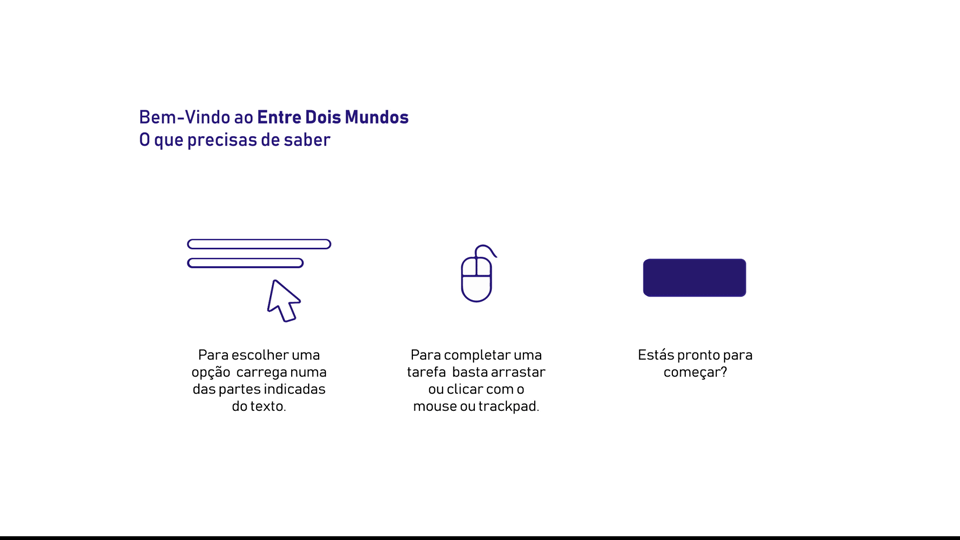 Bem-Vindo ao Entre Dois Mundos
O que precisas de saber
Para escolher uma
opção carrega numa
das partes indicadas
do texto.
Para completar uma
tarefa basta arrastar
ou clicar com o
mouse ou trackpad.
Estás pronto para
começar?